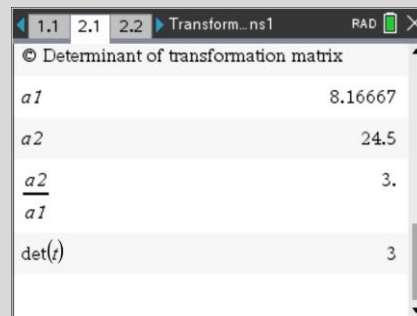 1.1 2.1 2.2 Transform...ns1 RAD
© Determinant of transformation matrix
a1 8.16667
a2 24.5
a2
a1 3.
det(t) 3